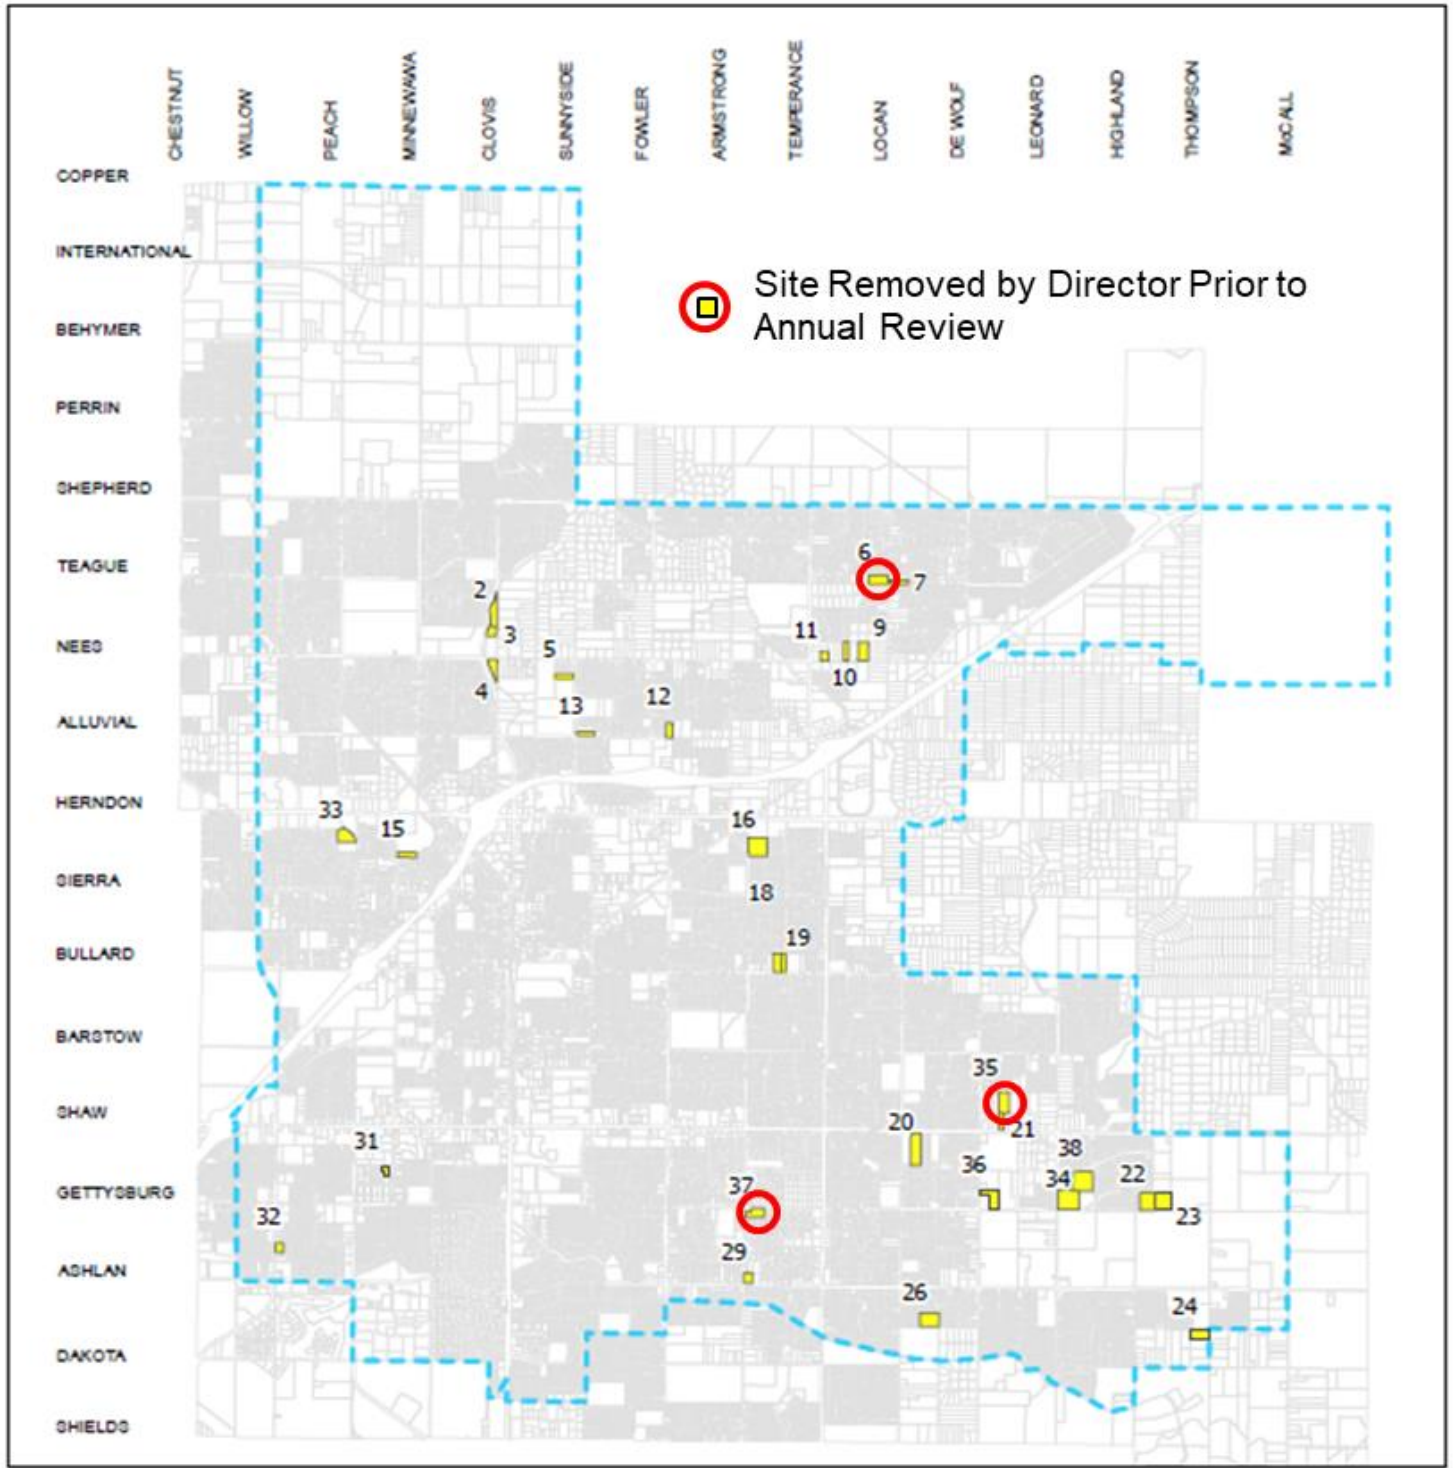 CHESTNUT
WILLOW
PEACH
MINNEWAWA
CLOVIS
SUNNYSIDE
FOWLER
ARMSTRONG
TEMPERANCE
LOCAN
DE WOLF
LEONARD
HIGHLAND
THOMPSON
McCALL
COPPER
INTERNATIONAL
Site Removed by Director Prior to
Annual Review
BEHYMER
PERRIN
SHEPHERD
TEAGUE
6
7
2
3
NEES
11
9
5
10
4
13
12
ALLUVIAL
HERNDON
33
15
16
SIERRA
18
19
BULLARD
BARSTOW
35
SHAW
20
21
31
38
36
34
22
GETTYSBURG
37
23
32
29
ASHLAN
26
24
DAKOTA
SHIELDS